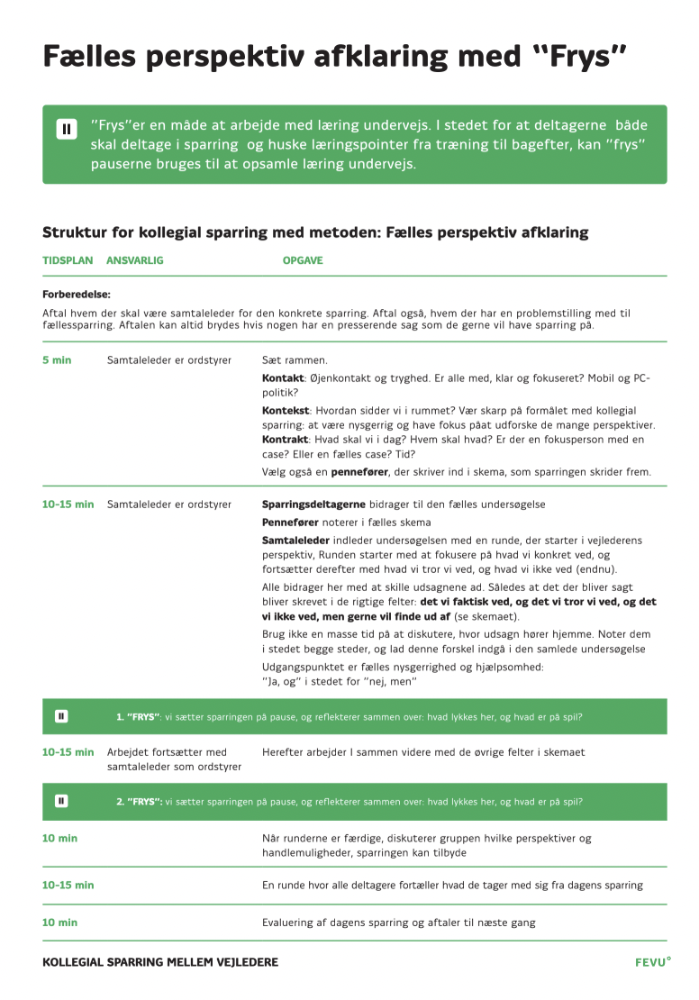 Fælles perspektiv afklaring med “Frys”
”Frys”er en måde at arbejde med læring undervejs. I stedet for at deltagerne både
skal deltage i sparring og huske læringspointer fra træning til bagefter, kan ”frys”
pauserne bruges til at opsamle læring undervejs.
Struktur for kollegial sparring med metoden: Fælles perspektiv afklaring
TIDSPLAN ANSVARLIG OPGAVE
Forberedelse:
Aftal hvem der skal være samtaleleder for den konkrete sparring. Aftal også, hvem der har en problemstilling med til
fællessparring. Aftalen kan altid brydes hvis nogen har en presserende sag som de gerne vil have sparring på.
5 min Samtaleleder er ordstyrer Sæt rammen.
Kontakt: Øjenkontakt og tryghed. Er alle med, klar og fokuseret? Mobil og PC-
politik?
Kontekst: Hvordan sidder vi i rummet? Vær skarp på formålet med kollegial
sparring: at være nysgerrig og have fokus påat udforske de mange perspektiver.
Kontrakt: Hvad skal vi i dag? Hvem skal hvad? Er der en fokusperson med en
case? Eller en fælles case? Tid?
Vælg også en pennefører, der skriver ind i skema, som sparringen skrider frem.
10-15 min Samtaleleder er ordstyrer Sparringsdeltagerne bidrager til den fælles undersøgelse
Pennefører noterer i fælles skema
Samtaleleder indleder undersøgelsen med en runde, der starter i vejlederens
perspektiv, Runden starter med at fokusere på hvad vi konkret ved, og
fortsætter derefter med hvad vi tror vi ved, og hvad vi ikke ved (endnu).
Alle bidrager her med at skille udsagnene ad. Således at det der bliver sagt
bliver skrevet i de rigtige felter: det vi faktisk ved, og det vi tror vi ved, og det
vi ikke ved, men gerne vil finde ud af (se skemaet).
Brug ikke en masse tid på at diskutere, hvor udsagn hører hjemme. Noter dem
i stedet begge steder, og lad denne forskel indgå i den samlede undersøgelse
Udgangspunktet er fælles nysgerrighed og hjælpsomhed:
”Ja, og” i stedet for ”nej, men”
1. ”FRYS”: vi sætter sparringen på pause, og reflekterer sammen over: hvad lykkes her, og hvad er på spil?
10-15 min Arbejdet fortsætter med Herefter arbejder I sammen videre med de øvrige felter i skemaet
samtaleleder som ordstyrer
2. ”FRYS”: vi sætter sparringen på pause, og reflekterer sammen over: hvad lykkes her, og hvad er på spil?
10 min Når runderne er færdige, diskuterer gruppen hvilke perspektiver og
handlemuligheder, sparringen kan tilbyde
10-15 min En runde hvor alle deltagere fortæller hvad de tager med sig fra dagens sparring
10 min Evaluering af dagens sparring og aftaler til næste gang
KOLLEGIAL SPARRING MELLEM VEJLEDERE FEVU°